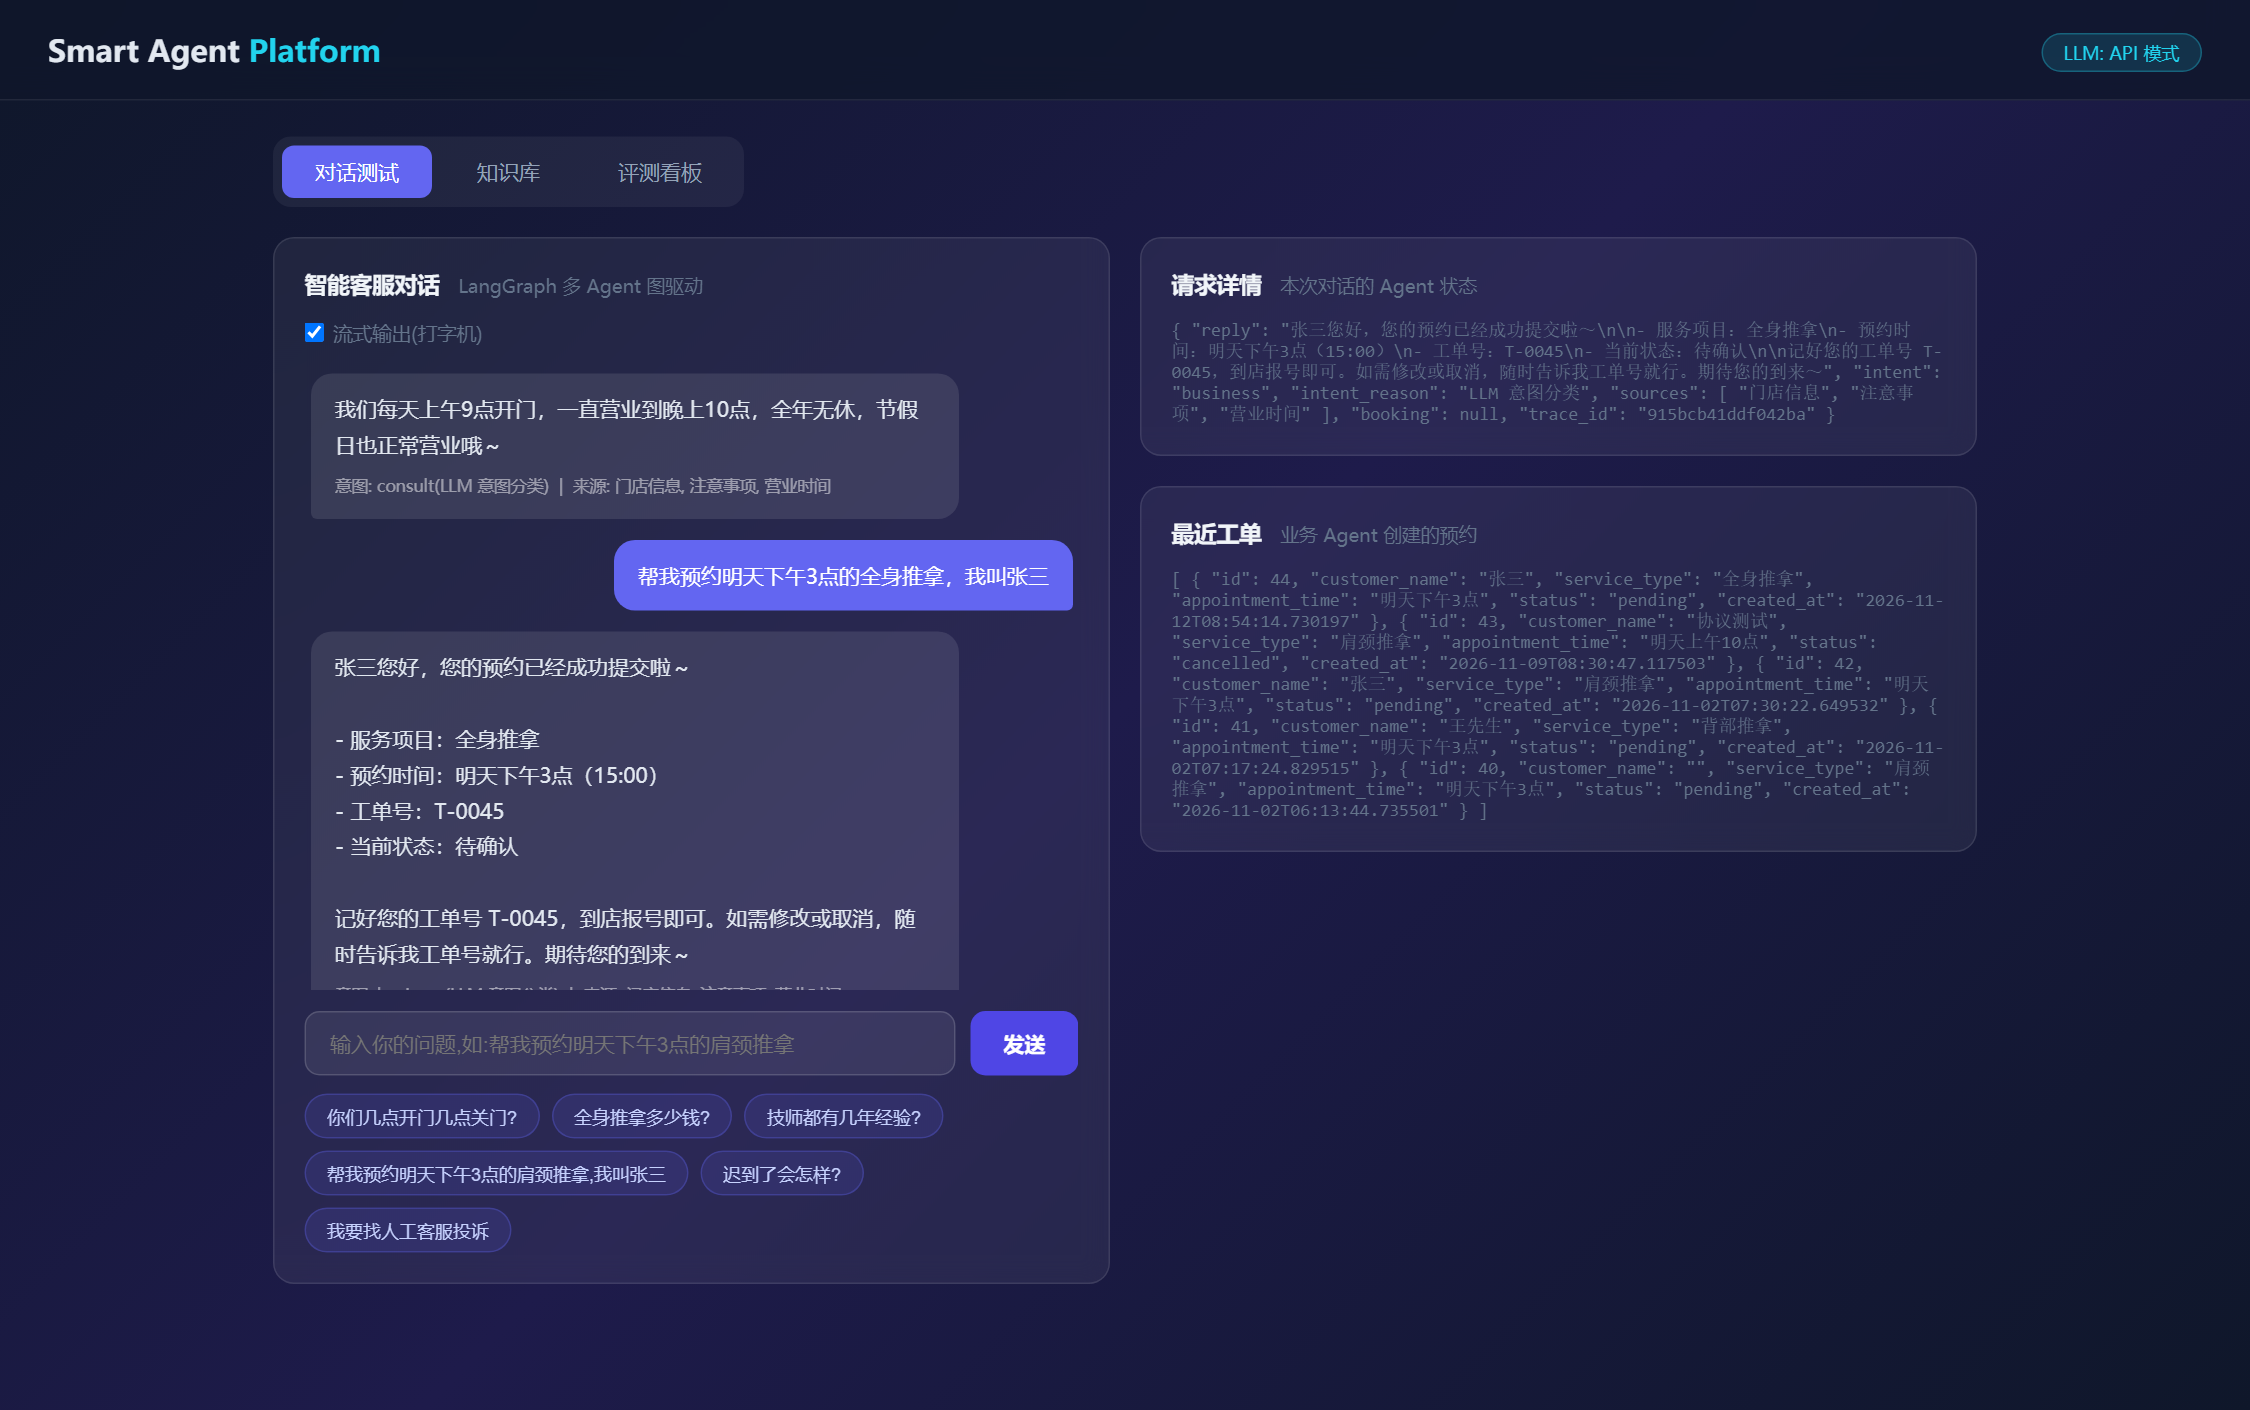 Smart Agent Platform
LLM: API 模式
对话测试
知识库
评测看板
智能客服对话 LangGraph 多 Agent 图驱动
流式输出(打字机)
我们每天上午9点开门，一直营业到晚上10点，全年无休，节假
日也正常营业哦～
意图: consult(LLM 意图分类) | 来源: 门店信息, 注意事项, 营业时间
帮我预约明天下午3点的全身推拿，我叫张三
张三您好，您的预约已经成功提交啦～
- 服务项目：全身推拿
- 预约时间：明天下午3点（15:00）
- 工单号：T-0045
- 当前状态：待确认
记好您的工单号 T-0045，到店报号即可。如需修改或取消，随
时告诉我工单号就行。期待您的到来～
输入你的问题,如:帮我预约明天下午3点的肩颈推拿
发送
你们几点开门几点关门?
全身推拿多少钱?
技师都有几年经验?
帮我预约明天下午3点的肩颈推拿,我叫张三
迟到了会怎样?
我要找人工客服投诉
请求详情 本次对话的 Agent 状态
{ "reply": "张三您好，您的预约已经成功提交啦～\n\n- 服务项目：全身推拿\n- 预约时
间：明天下午3点（15:00）\n- 工单号：T-0045\n- 当前状态：待确认\n\n记好您的工单号 T-
0045，到店报号即可。如需修改或取消，随时告诉我工单号就行。期待您的到来～", "intent":
"business", "intent_reason": "LLM 意图分类", "sources": [ "门店信息", "注意事
项", "营业时间" ], "booking": null, "trace_id": "915bcb41ddf042ba" }
最近工单 业务 Agent 创建的预约
[ { "id": 44, "customer_name": "张三", "service_type": "全身推拿",
"appointment_time": "明天下午3点", "status": "pending", "created_at": "2026-11-
12T08:54:14.730197" }, { "id": 43, "customer_name": "协议测试",
"service_type": "肩颈推拿", "appointment_time": "明天上午10点", "status":
"cancelled", "created_at": "2026-11-09T08:30:47.117503" }, { "id": 42,
"customer_name": "张三", "service_type": "肩颈推拿", "appointment_time": "明天
下午3点", "status": "pending", "created_at": "2026-11-02T07:30:22.649532" }, {
"id": 41, "customer_name": "王先生", "service_type": "背部推拿",
"appointment_time": "明天下午3点", "status": "pending", "created_at": "2026-11-
02T07:17:24.829515" }, { "id": 40, "customer_name": "", "service_type": "肩颈
推拿", "appointment_time": "明天下午3点", "status": "pending", "created_at":
"2026-11-02T06:13:44.735501" } ]